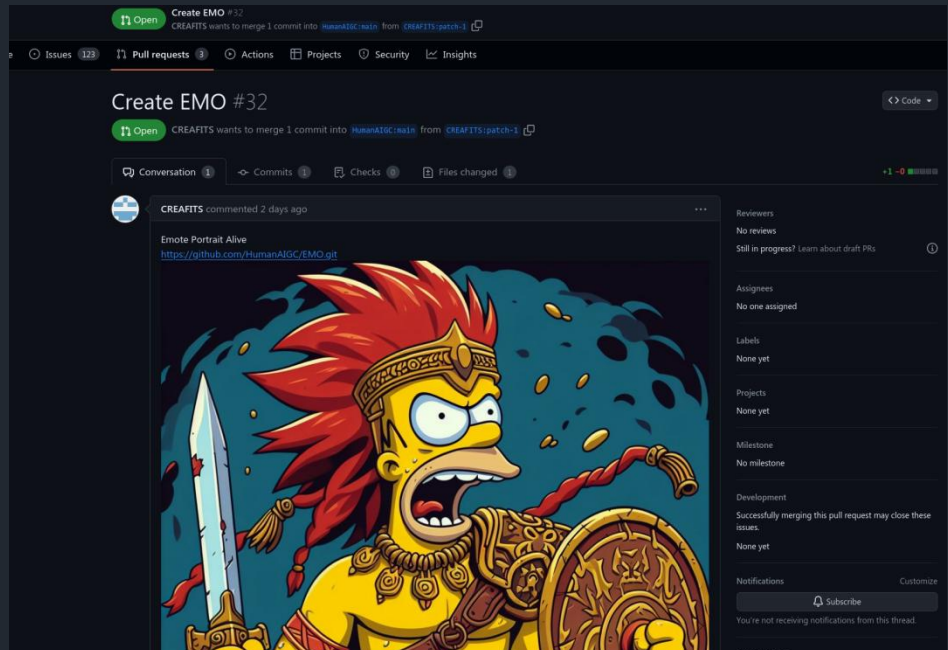 Open
Create EMO #32
CREAFITS wants to merge 1 commit into HumanAIGC:main from CREAFITS:patch-1
e Issues 123 Pull requests 3 Actions Projects Security Insights
Create EMO #32
<> Code
Open CREAFITS wants to merge 1 commit into HumanAIGC:main from CREAFITS:patch-1
Conversation 1 Commits 1 Checks 0 Files changed 1
+1 −0
CREAFITS commented 2 days ago
...
Emote Portrait Alive
https://github.com/HumanAIGC/EMO.git
Reviewers
No reviews
Still in progress? Learn about draft PRs
Assignees
No one assigned
Labels
None yet
Projects
None yet
Milestone
No milestone
Development
Successfully merging this pull request may close these
issues.
None yet
Notifications Customize
Subscribe
You're not receiving notifications from this thread.